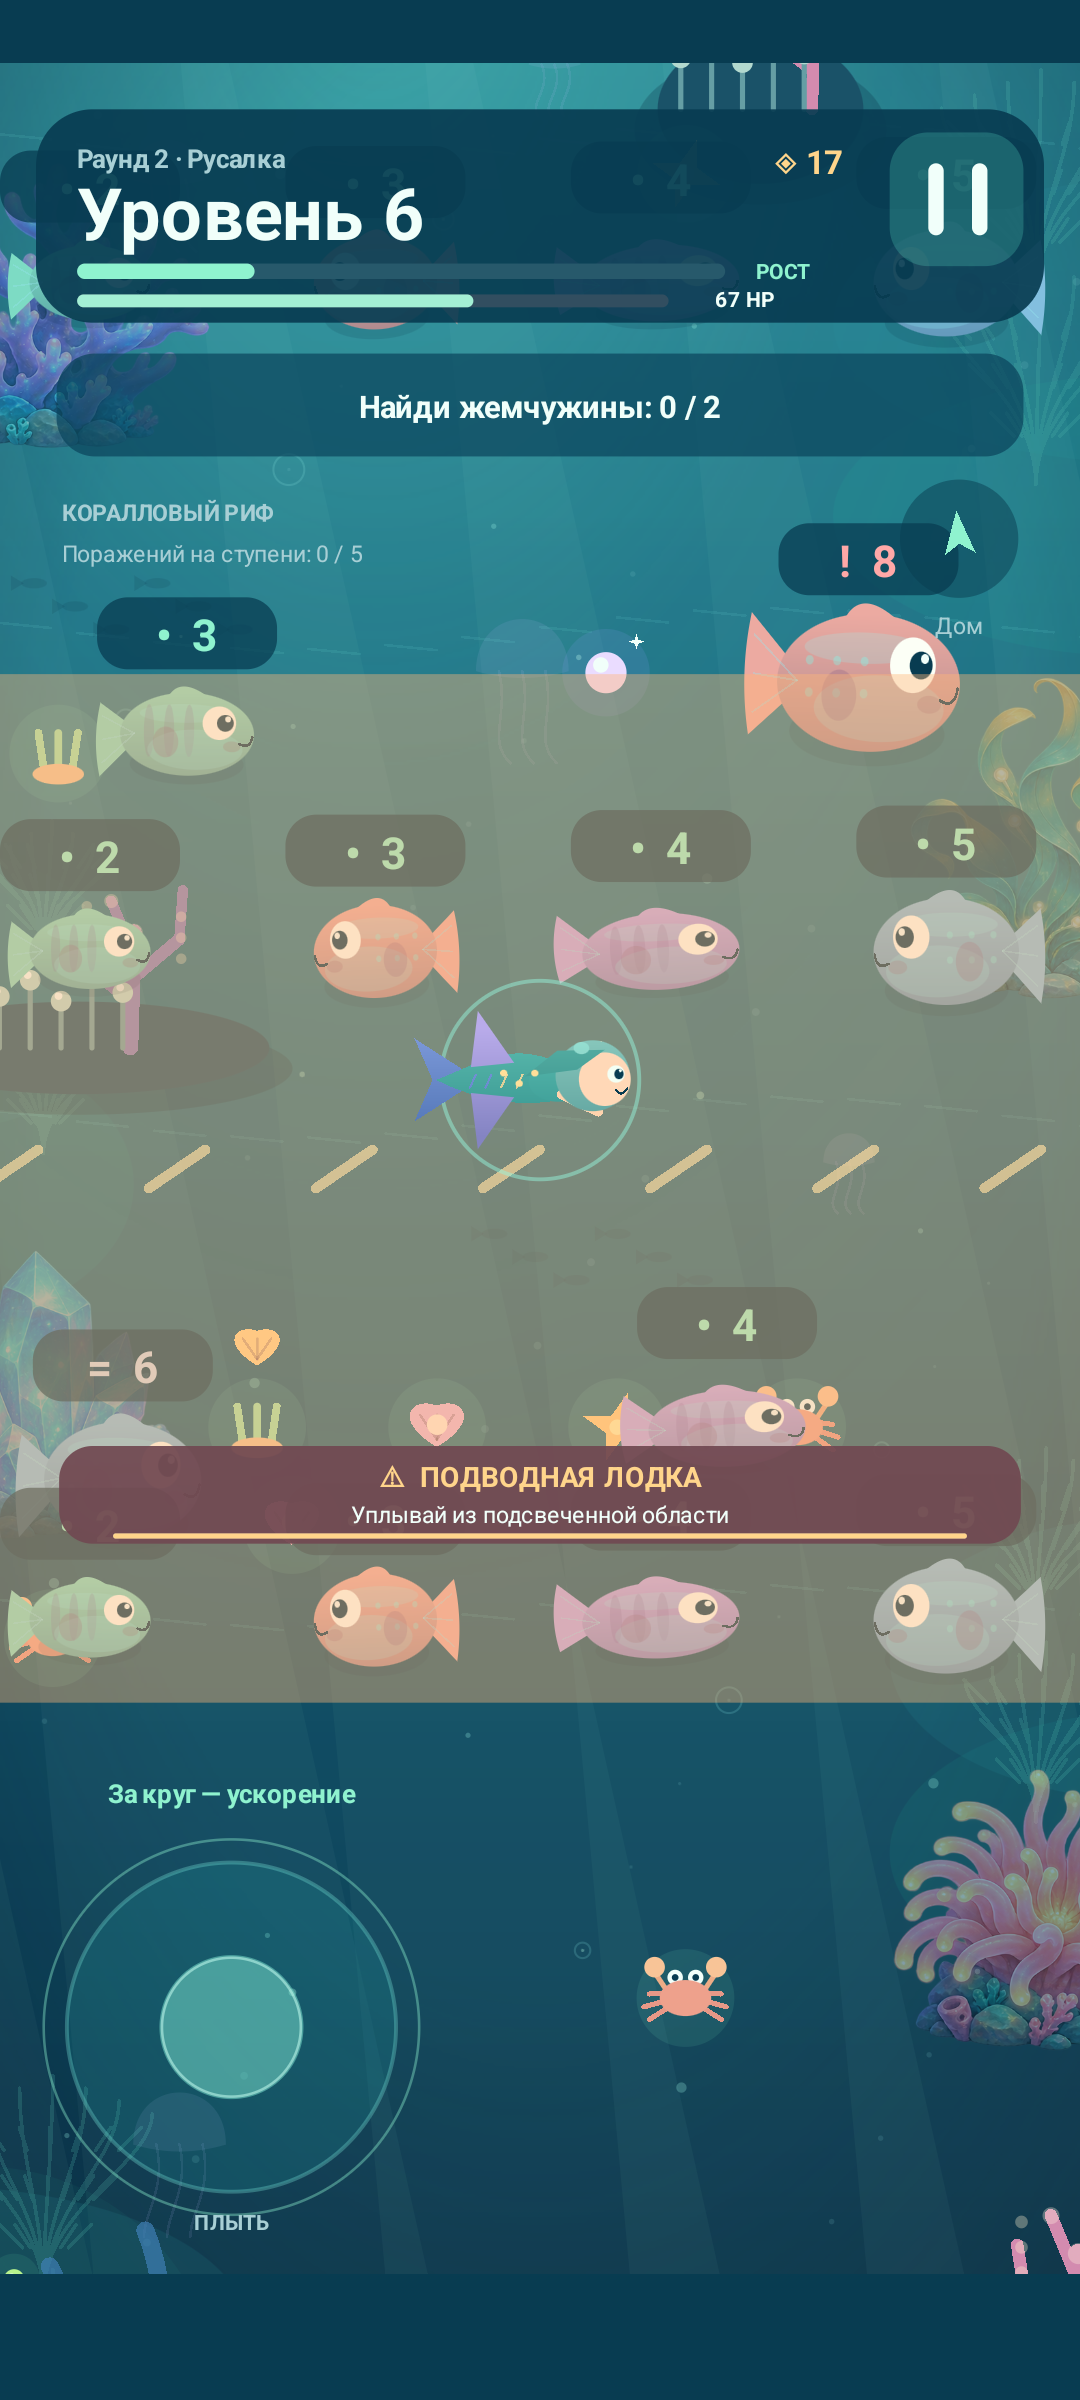 Раунд 2 · Русалка
17
Уровень 6
РОСТ
67 HP
Найди жемчужины: 0 / 2
КОРАЛЛОВЫЙ РИФ
Поражений на ступени: 0 / 5
! 8
• 3
Дом
• 2
• 3
• 4
• 5
• 4
= 6
⚠ ПОДВОДНАЯ ЛОДКА
Уплывай из подсвеченной области
За круг — ускорение
ПЛЫТЬ